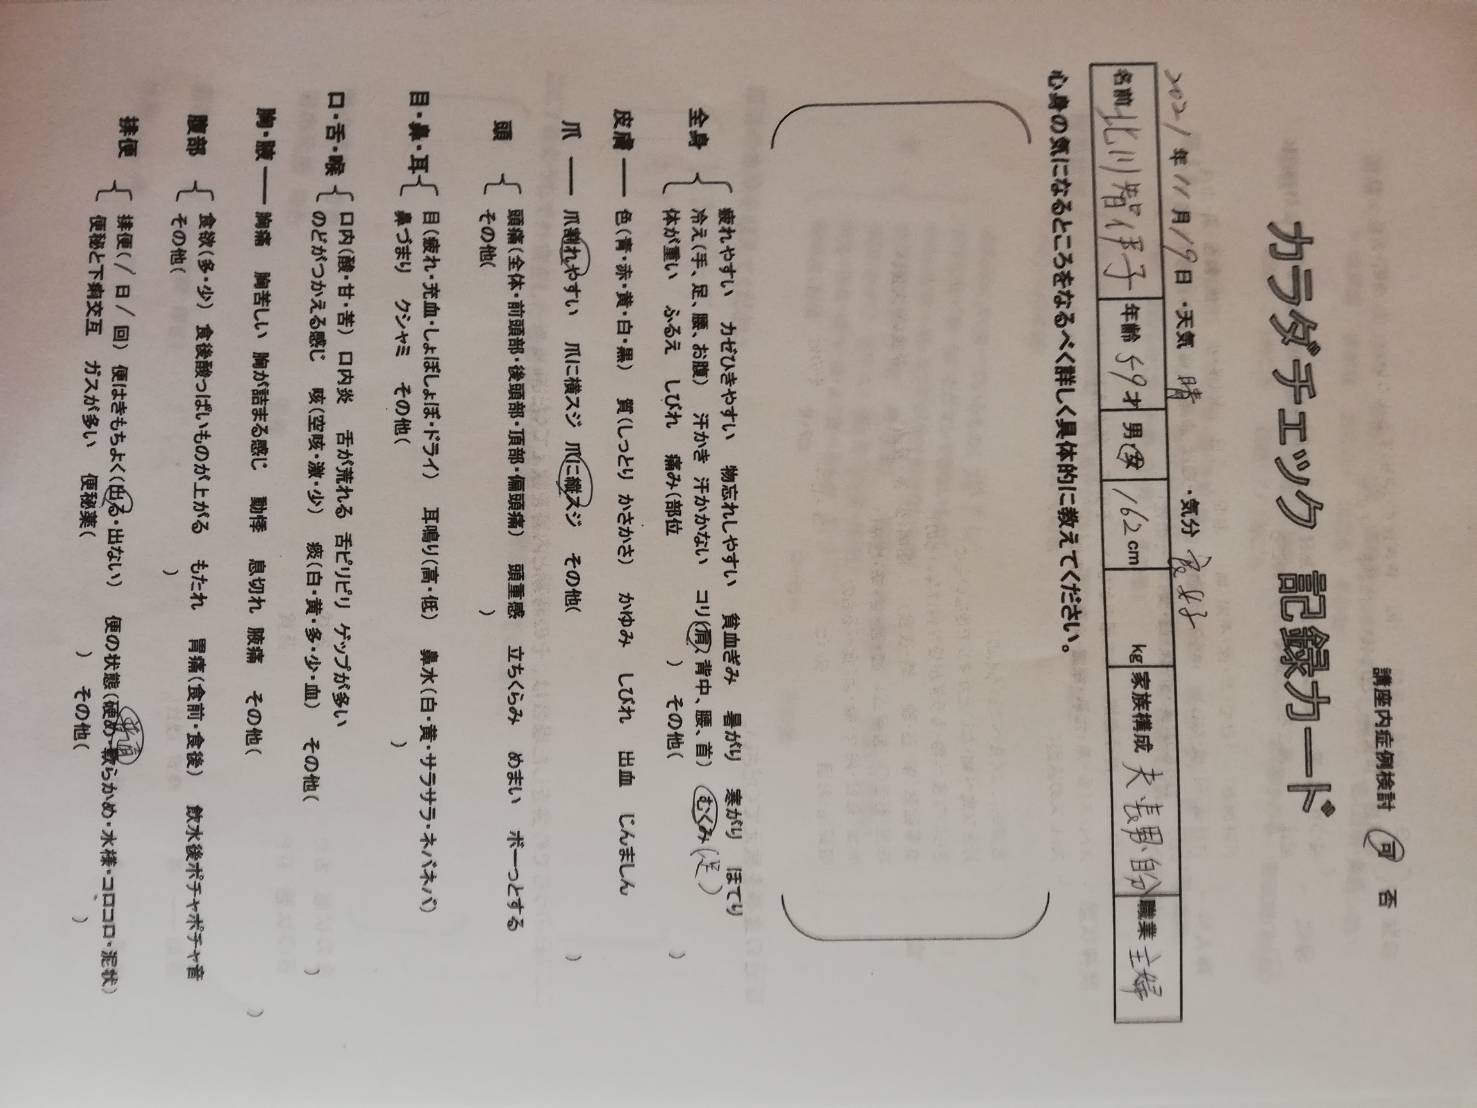 講座内症例検討 可 否
カラダチェック 記録カード
2021年11月19日 ・天気 晴 ・気分 良好
名前 北川智伊子 年齢 59才 男・女 162cm kg 家族構成 夫、長男、自分 職業 主婦
心身の気になるところをなるべく詳しく具体的に教えてください。
全身 疲れやすい カゼひきやすい 物忘れしやすい 貧血ぎみ 暑がり 寒がり ほてり
冷え(手、足、腰、お腹) 汗かき 汗かかない コリ(肩、背中、腰、首) むくみ(足)
体が重い ふるえ しびれ 痛み(部位 ) その他( )
皮膚 色(青・赤・黄・白・黒) 質(しっとり かさかさ) かゆみ しびれ 出血 じんましん
爪 爪割れやすい 爪に横スジ 爪に縦スジ その他( )
頭 頭痛(全体・前頭部・後頭部・頂部・偏頭痛) 頭重感 立ちくらみ めまい ボーっとする
その他( )
目・鼻・耳 目(疲れ・充血・しょぼしょぼ・ドライ) 耳鳴り(高・低) 鼻水(白・黄・サラサラ・ネバネバ)
鼻づまり クシャミ その他( )
口・舌・喉 口内(酸・甘・苦) 口内炎 舌が荒れる 舌ピリピリ ゲップが多い
のどがつかえる感じ 咳(空咳・激・少) 痰(白・黄・多・少・血) その他( )
胸・腋 胸痛 胸苦しい 胸が詰まる感じ 動悸 息切れ 腋痛 その他( )
腹部 食欲(多・少) 食後酸っぱいものが上がる もたれ 胃痛(食前・食後) 飲水後ポチャポチャ音
その他( )
排便 排便( / 日 / 回) 便はきもちよく(出る・出ない) 便の状態(硬め・普通・軟らかめ・水様・コロコロ・泥状)
便秘と下痢交互 ガスが多い 便秘薬( ) その他( )